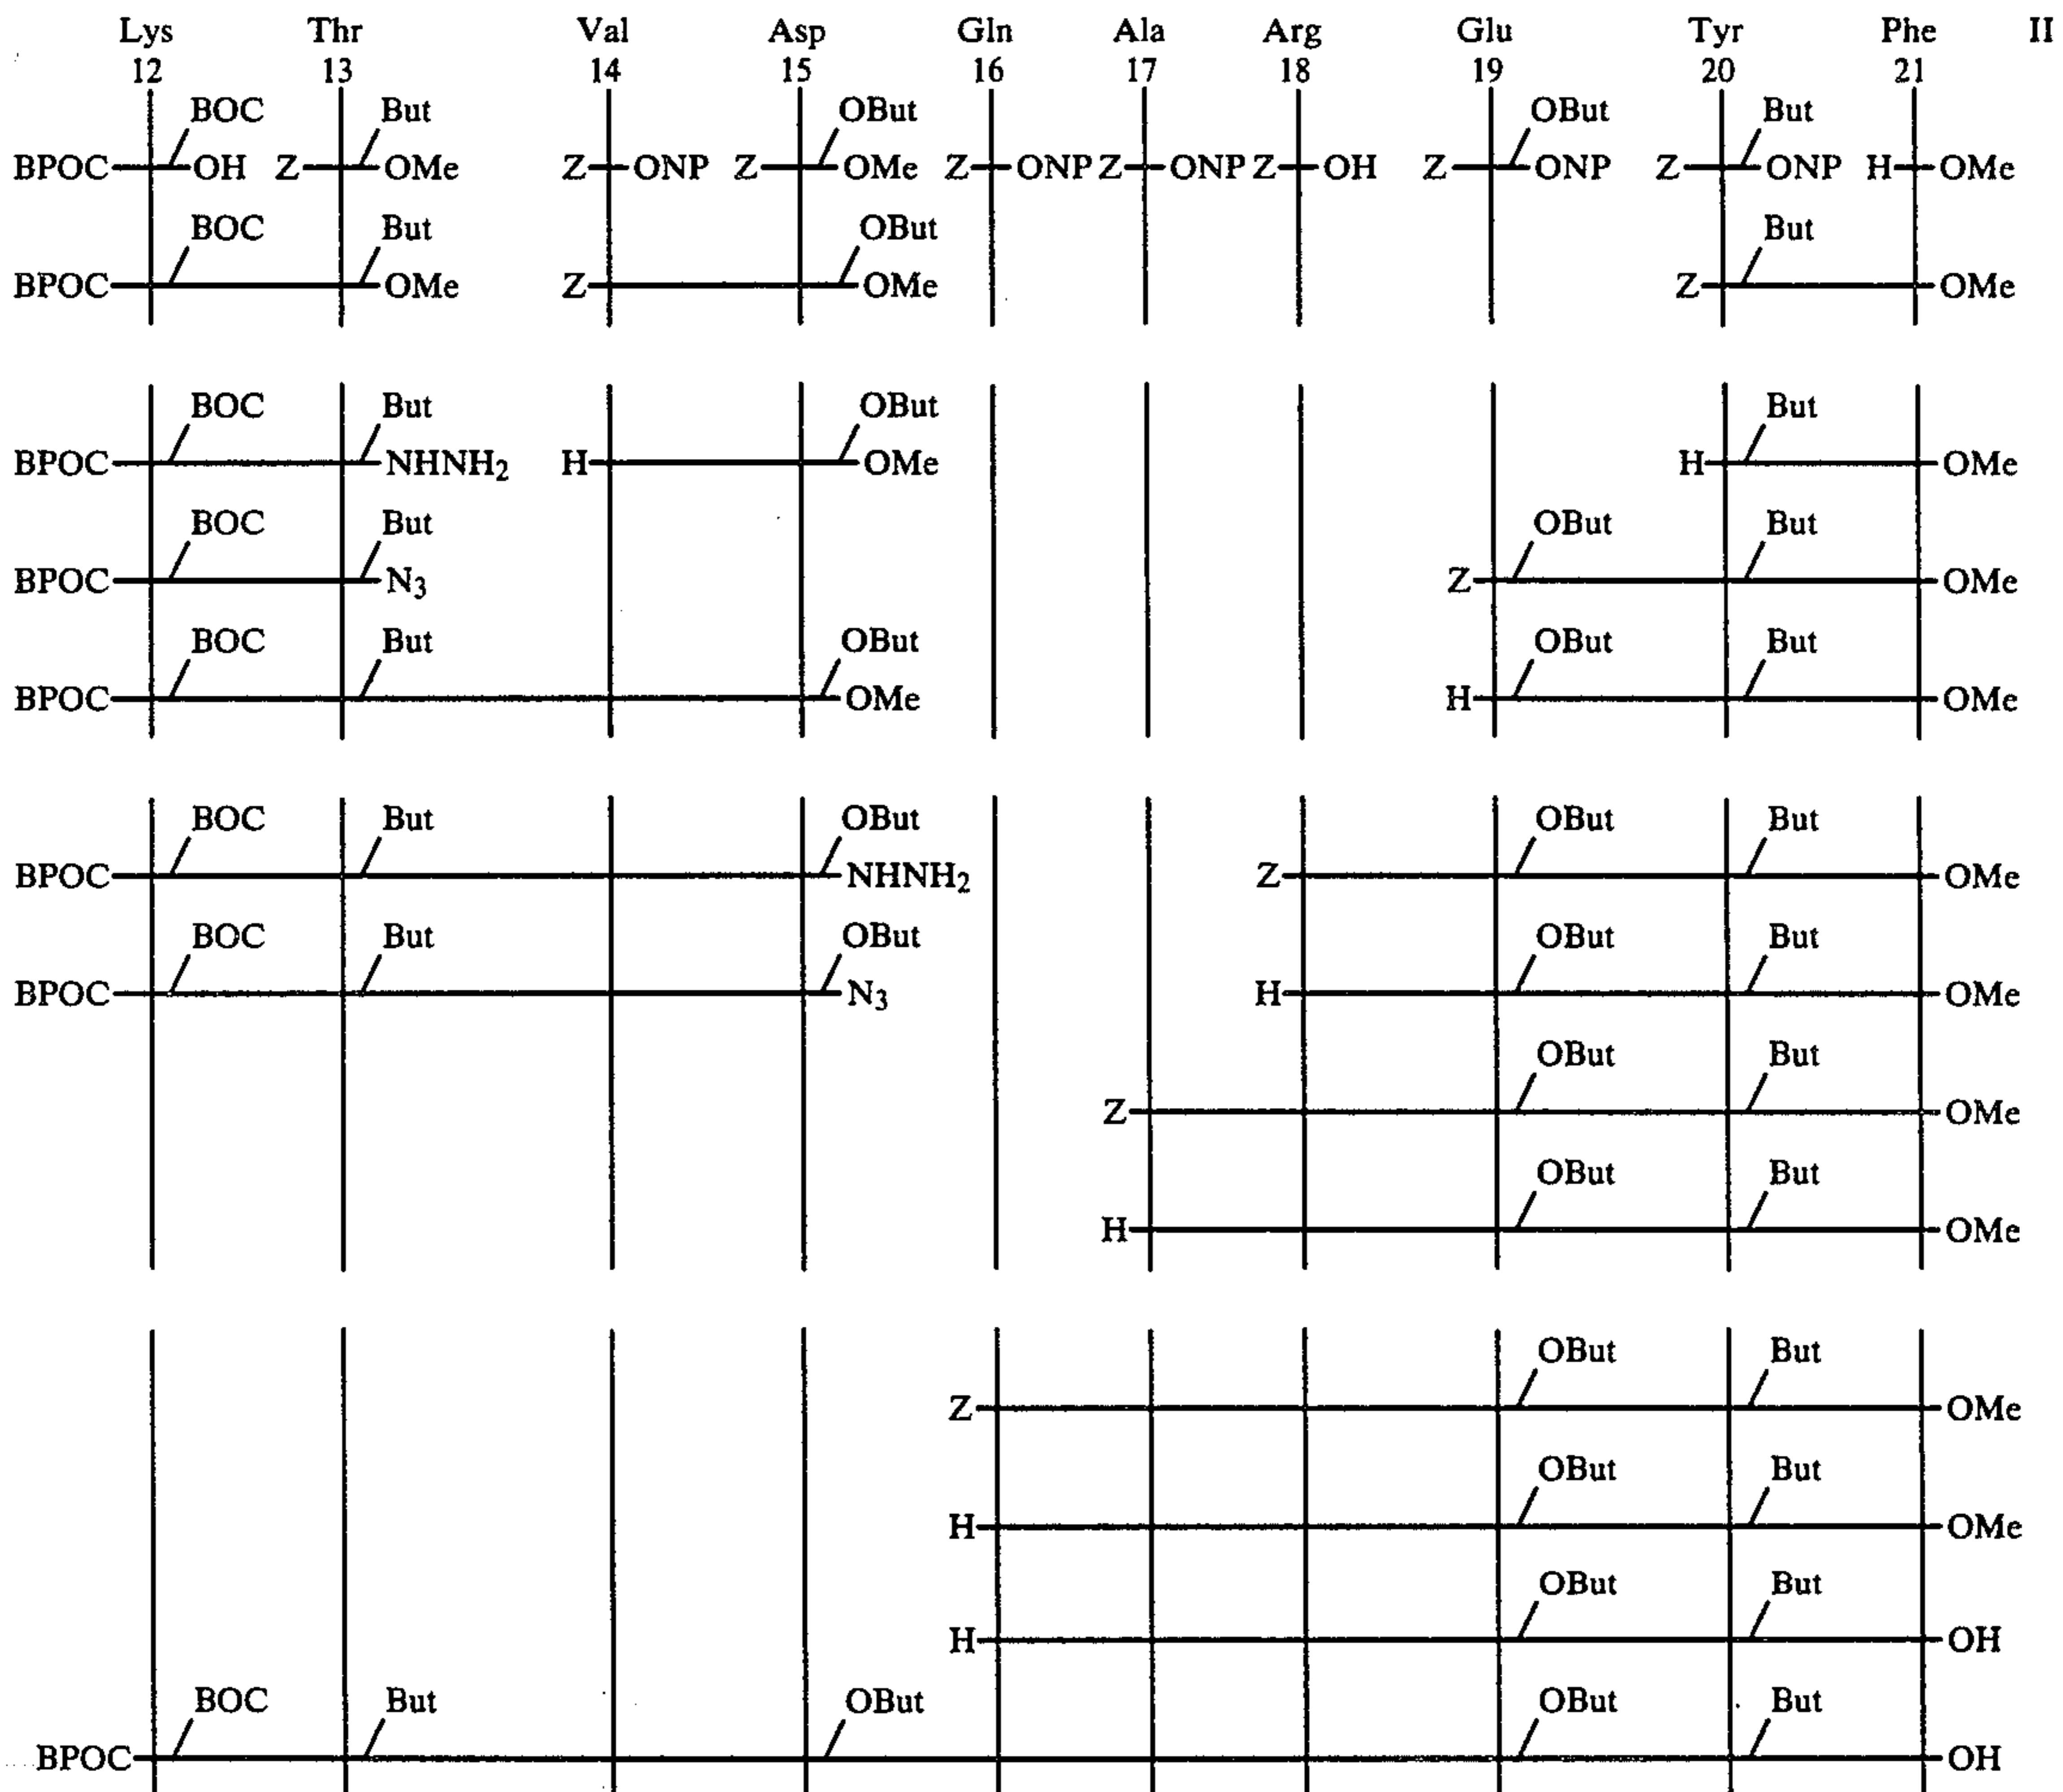 Lys Thr Val Asp Gln Ala Arg Glu Tyr Phe II
12 13 14 15 16 17 18 19 20 21
BOC But OBut OBut But
BPOC OH Z OMe Z ONP Z OMe Z ONP Z ONP Z OH Z ONP Z ONP H OMe
BOC But OBut But
BPOC OMe Z OMe Z OMe
BOC But OBut But
BPOC NHNH₂ H OMe H OMe
BOC But OBut But
BPOC N₃ Z OMe
BOC But OBut OBut But
BPOC OMe H OMe
BOC But OBut OBut But
BPOC NHNH₂ Z OMe
BOC But OBut OBut But
BPOC N₃ H OMe
OBut But
Z OMe
OBut But
H OMe
OBut But
Z OMe
OBut But
H OMe
OBut But
H OH
BOC But OBut OBut But
BPOC OH